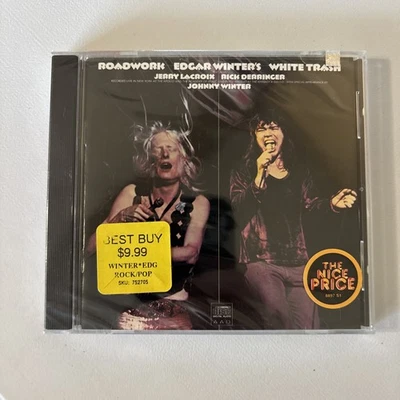 ROADWORK EDGAR WINTER'S WHITE TRASH
JERRY LACROIX RICK DERRINGER
JOHNNY WINTER
BEST BUY
$9.99
WINTER*EDG
ROCK/POP
SKU: 752705
THE
NICE
PRICE